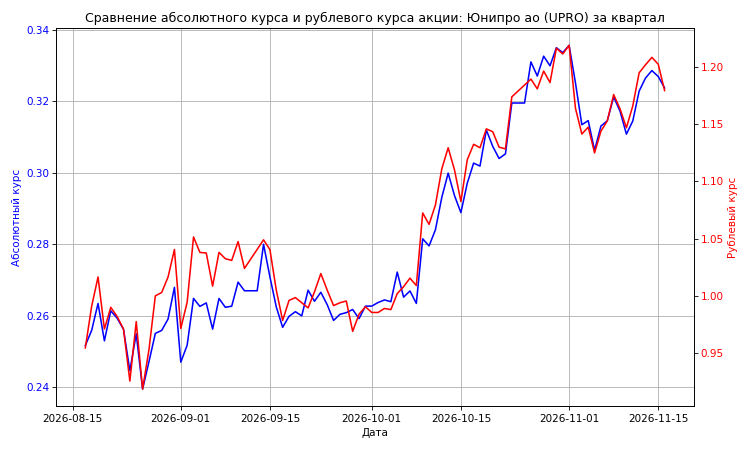 Сравнение абсолютного курса и рублевого курса акции: Юнипро ао (UPRO) за квартал
0.34
0.32
0.30
0.28
0.26
0.24
Абсолютный курс
1.20
1.15
1.10
1.05
1.00
0.95
Рублевый курс
2026-08-15 2026-09-01 2026-09-15 2026-10-01 2026-10-15 2026-11-01 2026-11-15
Дата